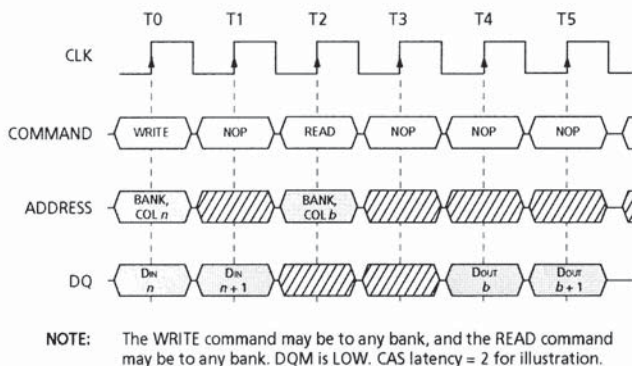 T0 T1 T2 T3 T4 T5
CLK
COMMAND WRITE NOP READ NOP NOP NOP
ADDRESS BANK, COL n BANK, COL b
DQ DIN n DIN n + 1 DOUT b DOUT b + 1
NOTE: The WRITE command may be to any bank, and the READ command
may be to any bank. DQM is LOW. CAS latency = 2 for illustration.